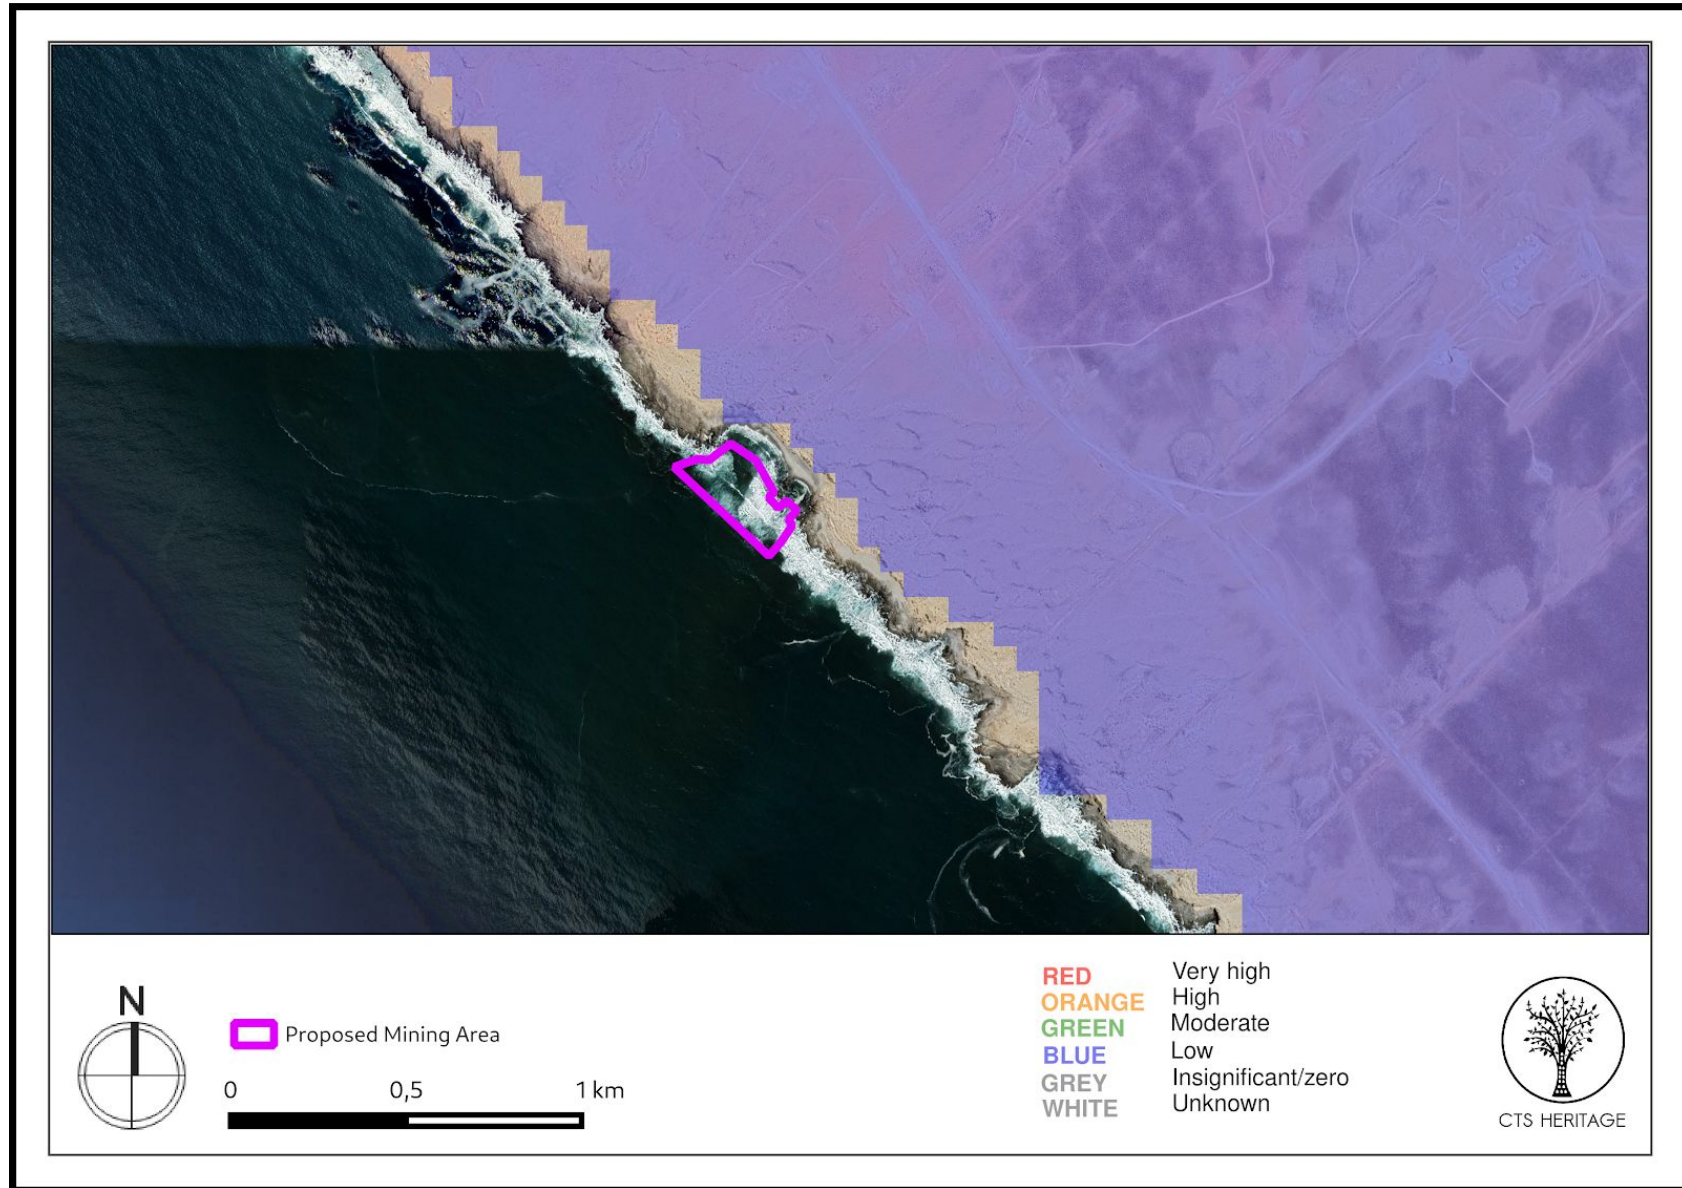 N
Proposed Mining Area
0 0,5 1 km
RED Very high
ORANGE High
GREEN Moderate
BLUE Low
GREY Insignificant/zero
WHITE Unknown
CTS HERITAGE